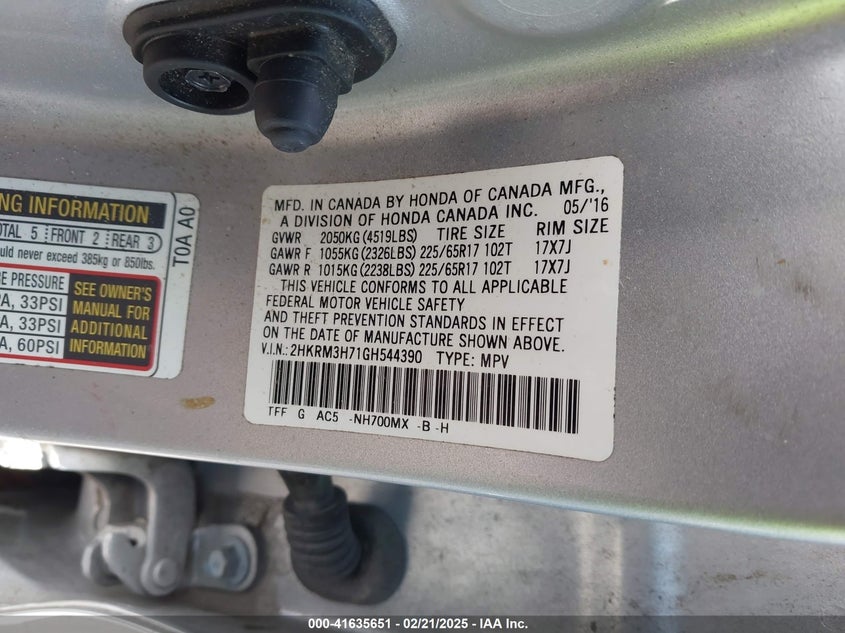 NG INFORMATION
TOTAL 5 FRONT 2 REAR 3
never exceed 385kg or 850lbs.
PRESSURE
33PSI
33PSI
60PSI
SEE OWNER'S
MANUAL FOR
ADDITIONAL
INFORMATION
T0A A0
MFD. IN CANADA BY HONDA OF CANADA MFG.,
A DIVISION OF HONDA CANADA INC. 05/'16
GVWR 2050KG (4519LBS) TIRE SIZE RIM SIZE
GAWR F 1055KG (2326LBS) 225/65R17 102T 17X7J
GAWR R 1015KG (2238LBS) 225/65R17 102T 17X7J
THIS VEHICLE CONFORMS TO ALL APPLICABLE
FEDERAL MOTOR VEHICLE SAFETY
AND THEFT PREVENTION STANDARDS IN EFFECT
ON THE DATE OF MANUFACTURE SHOWN ABOVE.
V.I.N.: 2HKRM3H71GH544390 TYPE: MPV
TFF G AC5 -NH700MX -B -H
000-41635651 / 02/21/2025 / IAA Inc.